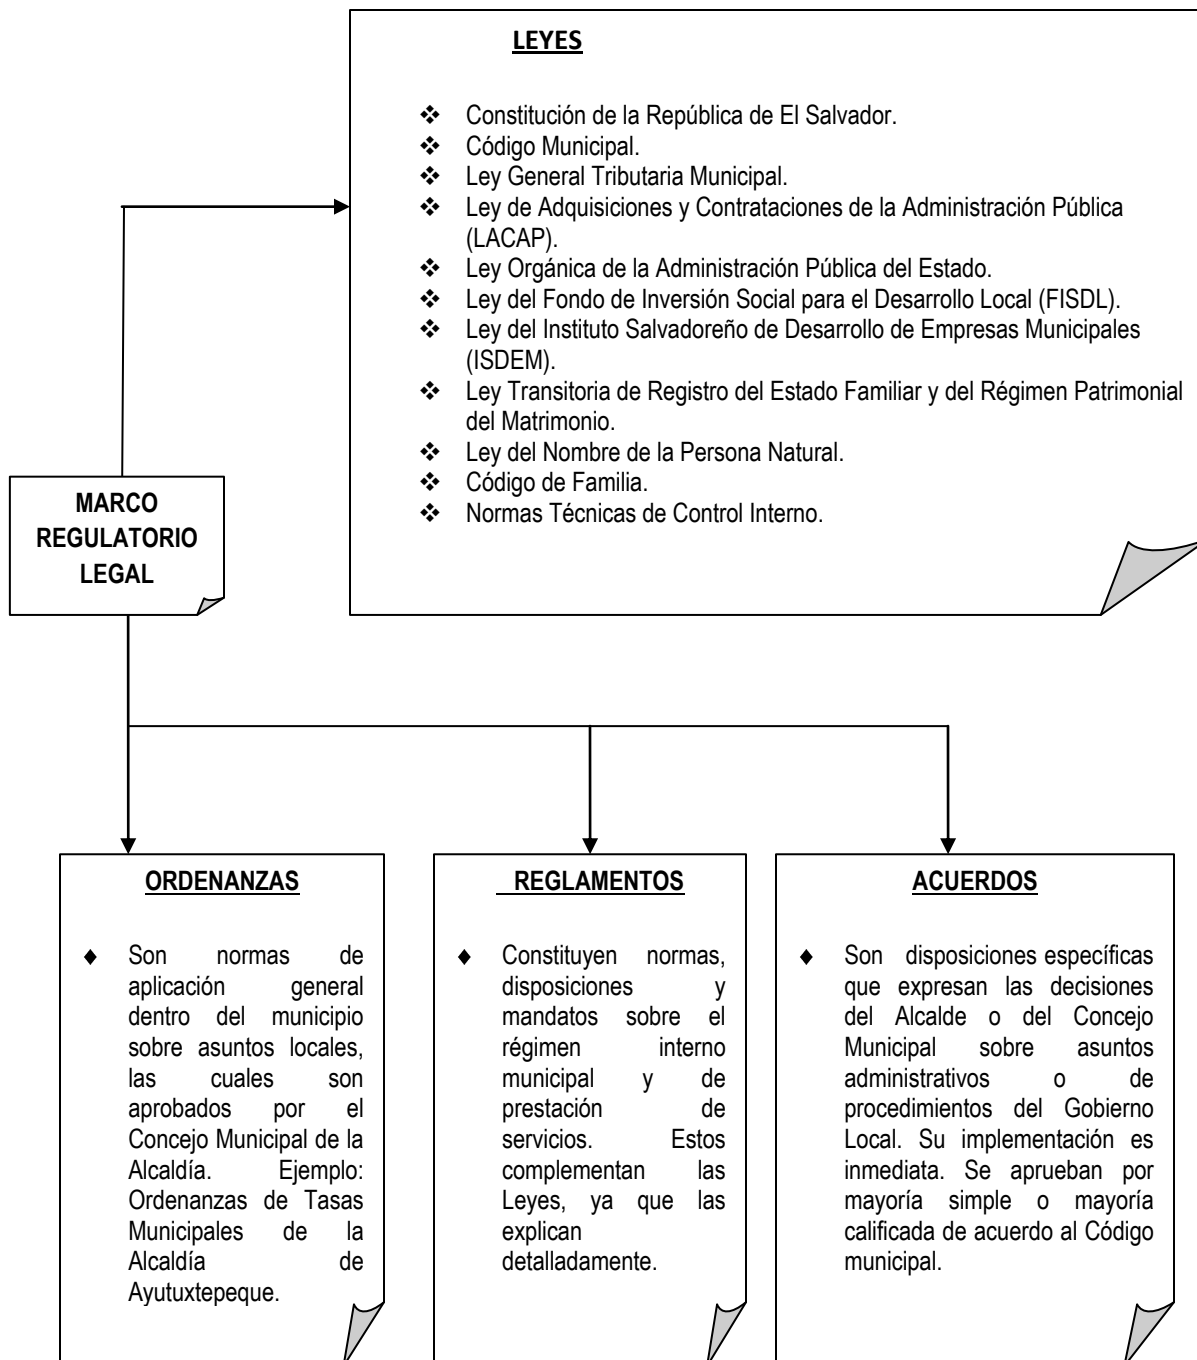 LEYES
❖ Constitución de la República de El Salvador.
❖ Código Municipal.
❖ Ley General Tributaria Municipal.
❖ Ley de Adquisiciones y Contrataciones de la Administración Pública
(LACAP).
❖ Ley Orgánica de la Administración Pública del Estado.
❖ Ley del Fondo de Inversión Social para el Desarrollo Local (FISDL).
❖ Ley del Instituto Salvadoreño de Desarrollo de Empresas Municipales
(ISDEM).
❖ Ley Transitoria de Registro del Estado Familiar y del Régimen Patrimonial
del Matrimonio.
❖ Ley del Nombre de la Persona Natural.
❖ Código de Familia.
❖ Normas Técnicas de Control Interno.
MARCO
REGULATORIO
LEGAL
ORDENANZAS
♦ Son normas de
aplicación general
dentro del municipio
sobre asuntos locales,
las cuales son
aprobados por el
Concejo Municipal de la
Alcaldía. Ejemplo:
Ordenanzas de Tasas
Municipales de la
Alcaldía de
Ayutuxtepeque.
REGLAMENTOS
♦ Constituyen normas,
disposiciones y
mandatos sobre el
régimen interno
municipal y de
prestación de
servicios. Estos
complementan las
Leyes, ya que las
explican
detalladamente.
ACUERDOS
♦ Son disposiciones específicas
que expresan las decisiones
del Alcalde o del Concejo
Municipal sobre asuntos
administrativos o de
procedimientos del Gobierno
Local. Su implementación es
inmediata. Se aprueban por
mayoría simple o mayoría
calificada de acuerdo al Código
municipal.